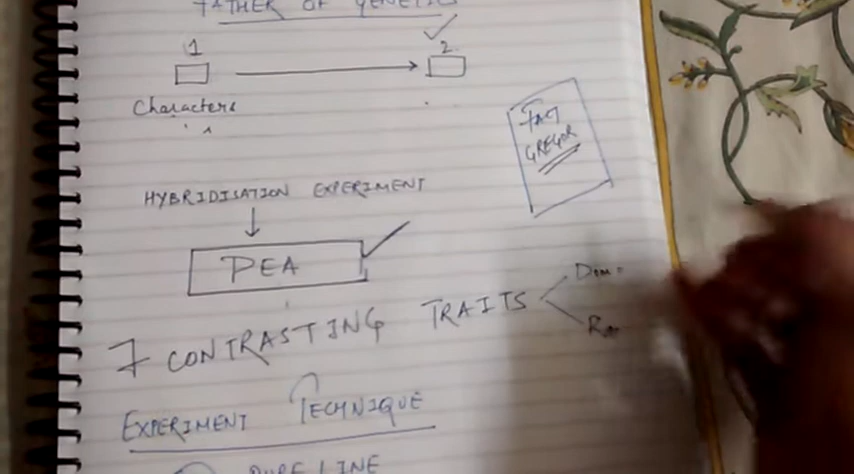 FATHER OF GENETICS
1 2
Characters
FACT
GREGOR
HYBRIDISATION EXPERIMENT
PEA
7 CONTRASTING TRAITS
EXPERIMENT TECHNIQUE
PURE LINE